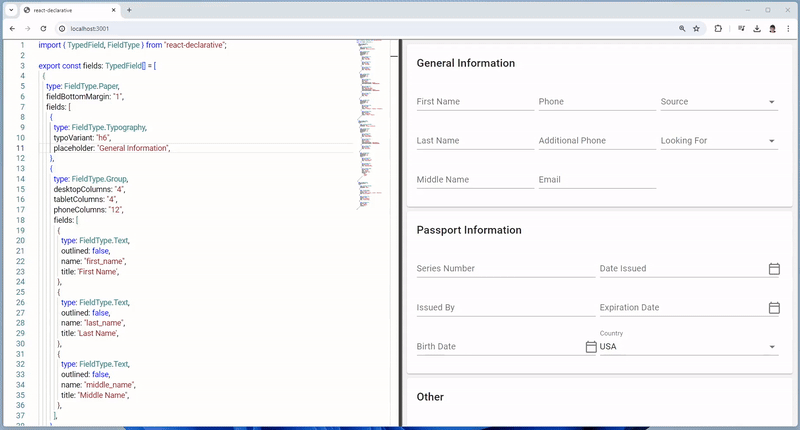 react-declarative
localhost:3001
1 import { TypedField, FieldType } from "react-declarative";
2
3 export const fields: TypedField[] = [
4 {
5 type: FieldType.Paper,
6 fieldBottomMargin: "1",
7 fields: [
8 {
9 type: FieldType.Typography,
10 typoVariant: "h6",
11 placeholder: "General Information",
12 },
13 {
14 type: FieldType.Group,
15 desktopColumns: "4",
16 tabletColumns: "4",
17 phoneColumns: "12",
18 fields: [
19 {
20 type: FieldType.Text,
21 outlined: false,
22 name: "first_name",
23 title: 'First Name',
24 },
25 {
26 type: FieldType.Text,
27 outlined: false,
28 name: "last_name",
29 title: 'Last Name',
30 },
31 {
32 type: FieldType.Text,
33 outlined: false,
34 name: "middle_name",
35 title: "Middle Name",
36 },
37 ],
38 },
General Information
First Name Phone Source
Last Name Additional Phone Looking For
Middle Name Email
Passport Information
Series Number Date Issued
Issued By Expiration Date
Country
Birth Date USA
Other